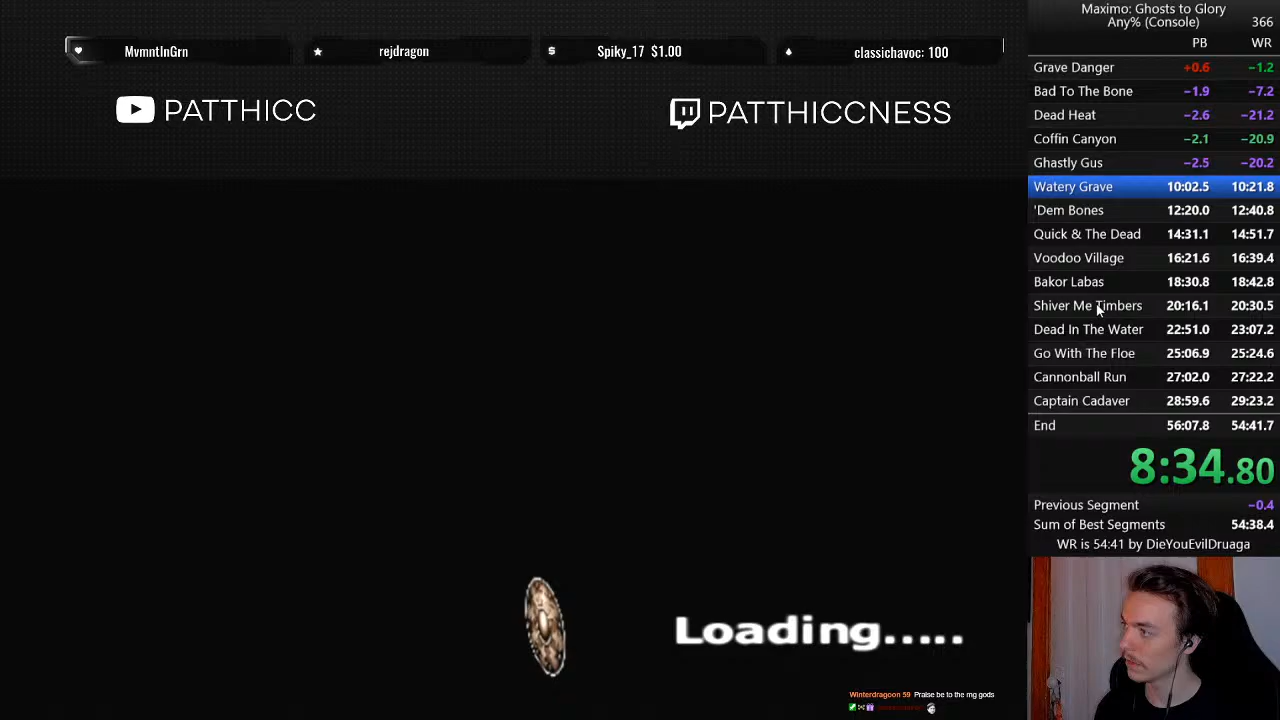 MvmntInGrn
rejdragon
Spiky_17 $1.00
classichavoc: 100
PATTHICC
PATTHICCNESS
Maximo: Ghosts to Glory
Any% (Console) 366
PB WR
Grave Danger +0.6 −1.2
Bad To The Bone −1.9 −7.2
Dead Heat −2.6 −21.2
Coffin Canyon −2.1 −20.9
Ghastly Gus −2.5 −20.2
Watery Grave 10:02.5 10:21.8
'Dem Bones 12:20.0 12:40.8
Quick & The Dead 14:31.1 14:51.7
Voodoo Village 16:21.6 16:39.4
Bakor Labas 18:30.8 18:42.8
Shiver Me Timbers 20:16.1 20:30.5
Dead In The Water 22:51.0 23:07.2
Go With The Floe 25:06.9 25:24.6
Cannonball Run 27:02.0 27:22.2
Captain Cadaver 28:59.6 29:23.2
End 56:07.8 54:41.7
8:34.80
Previous Segment −0.4
Sum of Best Segments 54:38.4
WR is 54:41 by DieYouEvilDruaga
Loading.....
Winterdragoon 59 Praise be to the rng gods